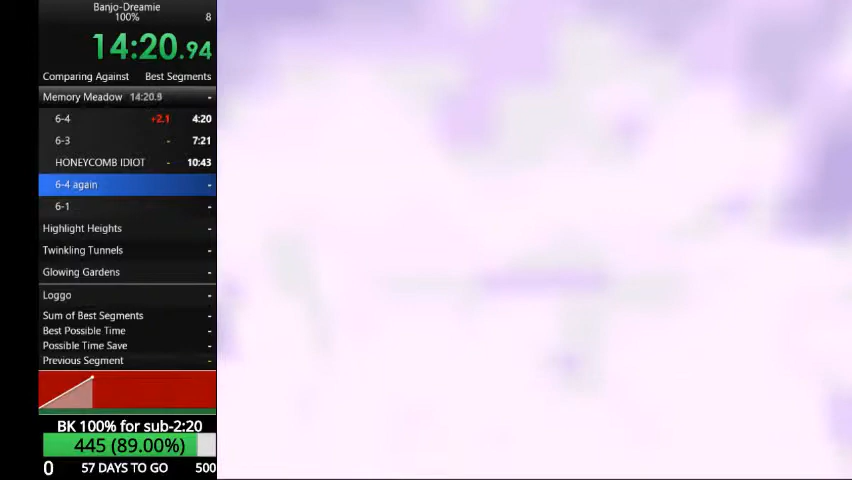 Banjo-Dreamie
100% 8
14:20.94
Comparing Against Best Segments
Memory Meadow 14:20.9 -
6-4 +2.1 4:20
6-3 - 7:21
HONEYCOMB IDIOT - 10:43
6-4 again -
6-1 -
Highlight Heights -
Twinkling Tunnels -
Glowing Gardens -
Loggo -
Sum of Best Segments -
Best Possible Time -
Possible Time Save -
Previous Segment -
BK 100% for sub-2:20
445 (89.00%)
0 57 DAYS TO GO 500